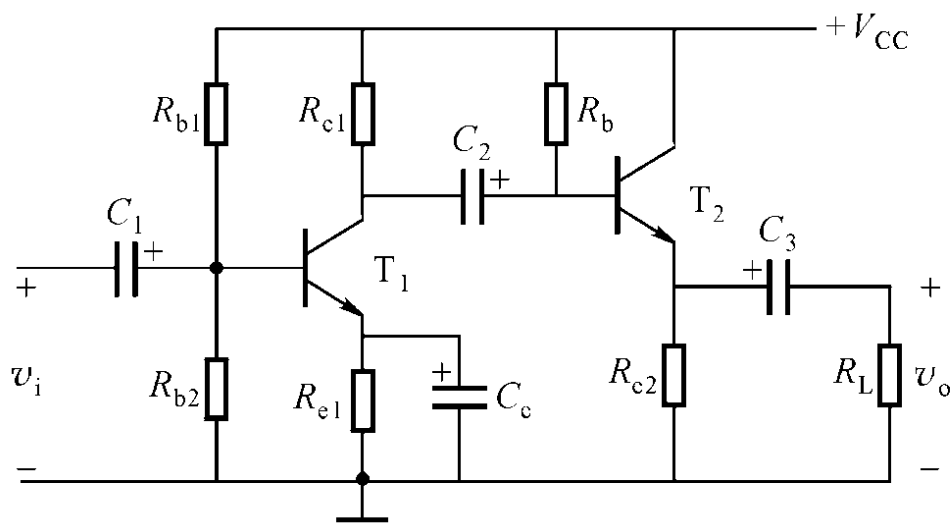 + V_CC
R_b1
R_c1
R_b
C_2
+
C_1
+
T_1
T_2
C_3
+
+
+
v_i
R_b2
R_e1
+
C_e
R_e2
R_L
v_o
−
−